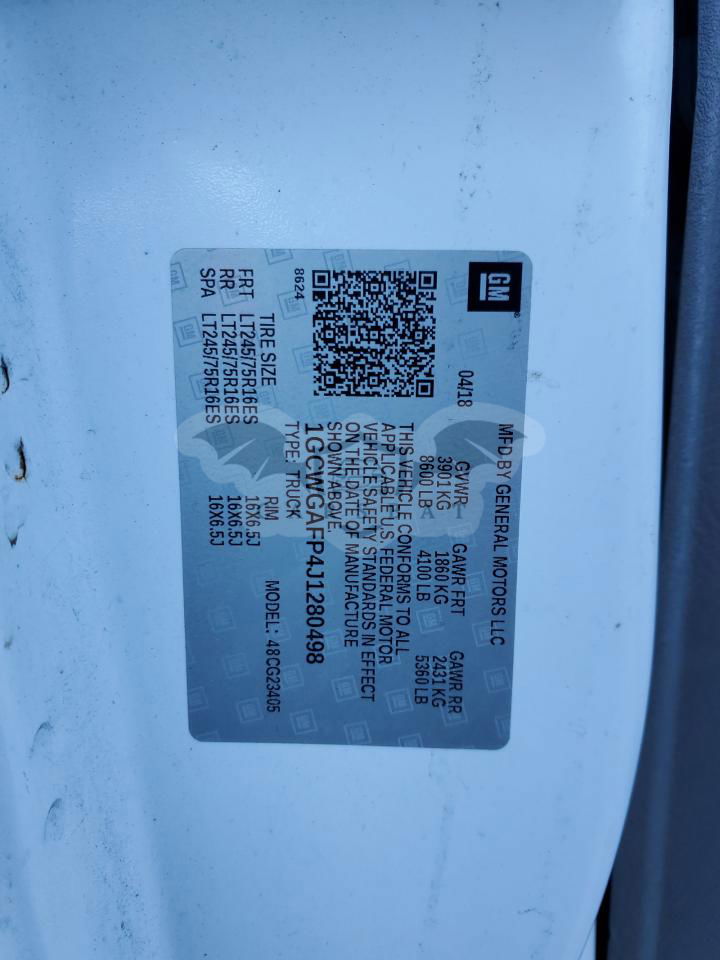 GM
MFD BY GENERAL MOTORS LLC
04/18 GVWR GAWR FRT GAWR RR
3901 KG 1860 KG 2431 KG
8600 LB 4100 LB 5360 LB
THIS VEHICLE CONFORMS TO ALL
APPLICABLE U.S. FEDERAL MOTOR
VEHICLE SAFETY STANDARDS IN EFFECT
ON THE DATE OF MANUFACTURE
SHOWN ABOVE.
1GCWGAFP4J1280498
8624 TYPE: TRUCK MODEL: 48CG23405
TIRE SIZE RIM
FRT LT245/75R16ES 16X6.5J
RR LT245/75R16ES 16X6.5J
SPA LT245/75R16ES 16X6.5J